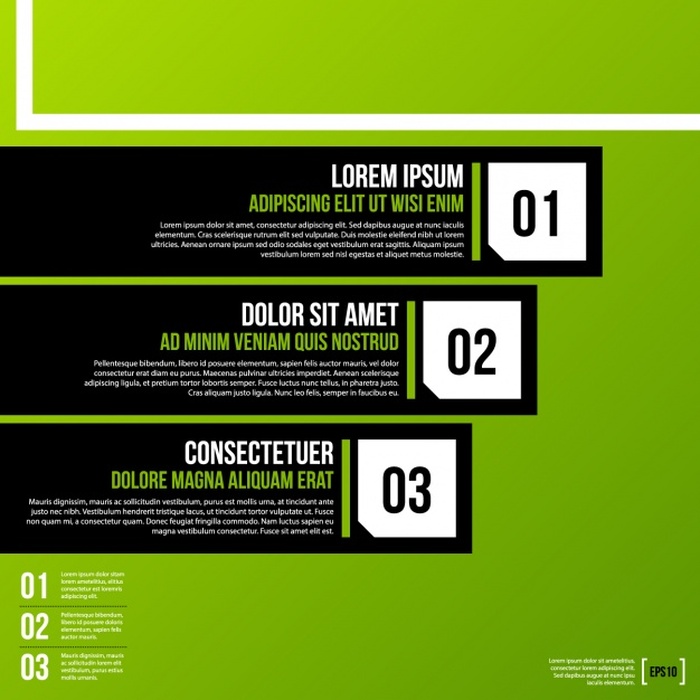 LOREM IPSUM
ADIPISCING ELIT UT WISI ENIM
Lorem ipsum dolor sit amet, consectetur adipiscing elit. Sed dapibus augue at nunc iaculis
elementum. Cras scelerisque rutrum elit sed vulputate. Duis molestie eleifend nibh ut lorem
ultricies. Aenean ornare ipsum sed odio sodales eget vestibulum erat sagittis. Aliquam ipsum
vestibulum lorem sed nisl egestas et aliquet metus molestie.
01
DOLOR SIT AMET
AD MINIM VENIAM QUIS NOSTRUD
Pellentesque bibendum, libero id posuere elementum, sapien felis auctor mauris, vel dolor
consectetur erat diam eu purus. Maecenas pulvinar ultricies imperdiet. Aenean scelerisque
adipiscing ligula, et pretium tortor lobortis semper. Fusce luctus nunc tellus, in pharetra justo.
Cras aliquam justo ligula. Nunc leo felis, semper in faucibus eu.
02
CONSECTETUER
DOLORE MAGNA ALIQUAM ERAT
Mauris dignissim, mauris ac sollicitudin vestibulum, purus est mollis urna, at tincidunt ante
justo nec nibh. Vestibulum hendrerit tristique lacus, ut tincidunt tortor vulputate ut. Fusce
non quam mi, a consectetur quam. Donec feugiat fringilla commodo. Nam luctus sapien eu
magna vestibulum consectetur. Fusce sit amet elit est.
03
01
Lorem ipsum dolor sitam
lorem ametelitius, elitius
consectetur est loremris
adipiscing elit.
02
Pellentesque bibendum,
libero id posuere
elementum, sapien felis
auctor mauris.
03
Mauris dignissim, mauris
ac sollicitudin lorem elit
vestibulum, purus estius
mollis urnamis.
Lorem ipsum dolor sit amet,
consectetur adipiscing elit. Sed
dapibus augue at nunc ius
iaculis elementum.
EPS10